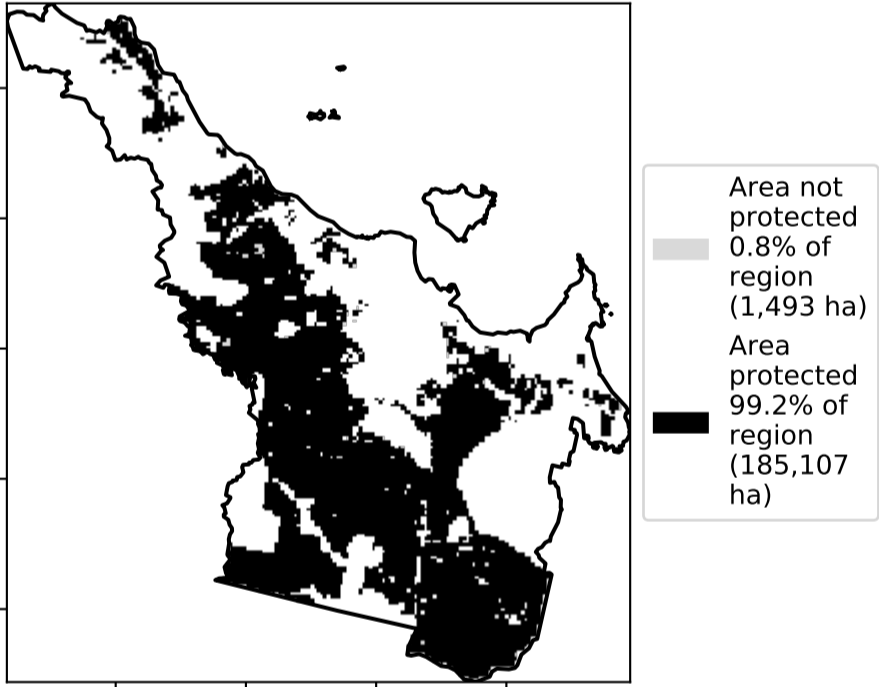 Area not
protected
0.8% of
region
(1,493 ha)
Area
protected
99.2% of
region
(185,107
ha)